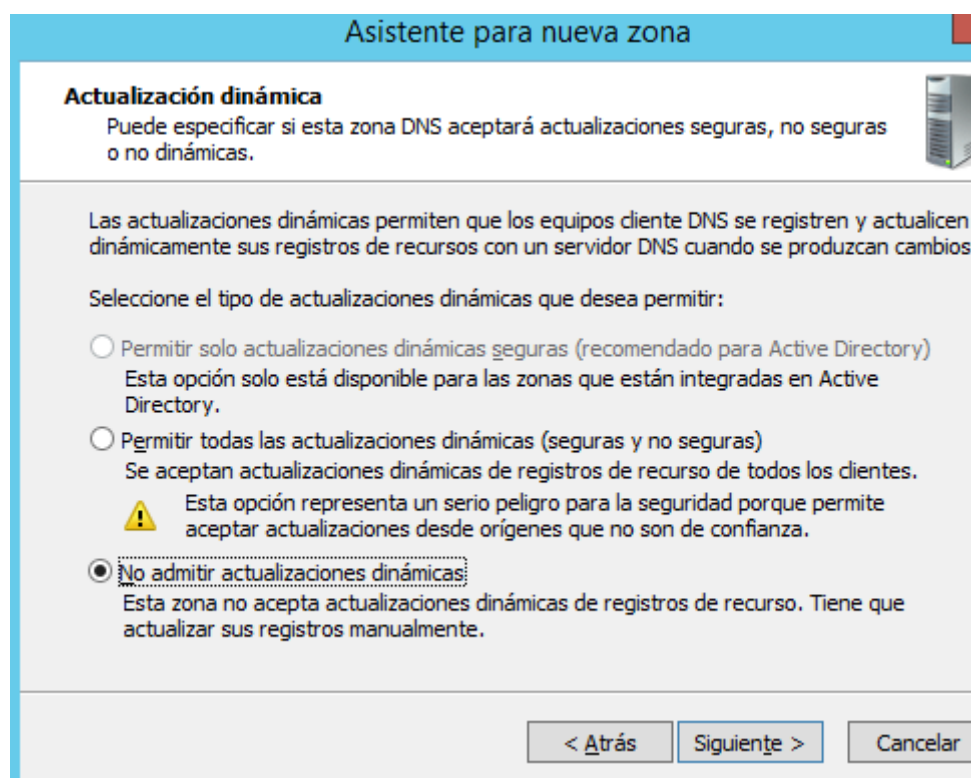 Asistente para nueva zona
Actualización dinámica
Puede especificar si esta zona DNS aceptará actualizaciones seguras, no seguras
o no dinámicas.
Las actualizaciones dinámicas permiten que los equipos cliente DNS se registren y actualicen
dinámicamente sus registros de recursos con un servidor DNS cuando se produzcan cambios
Seleccione el tipo de actualizaciones dinámicas que desea permitir:
Permitir solo actualizaciones dinámicas seguras (recomendado para Active Directory)
Esta opción solo está disponible para las zonas que están integradas en Active
Directory.
Permitir todas las actualizaciones dinámicas (seguras y no seguras)
Se aceptan actualizaciones dinámicas de registros de recurso de todos los clientes.
Esta opción representa un serio peligro para la seguridad porque permite
aceptar actualizaciones desde orígenes que no son de confianza.
No admitir actualizaciones dinámicas
Esta zona no acepta actualizaciones dinámicas de registros de recurso. Tiene que
actualizar sus registros manualmente.
< Atrás
Siguiente >
Cancelar